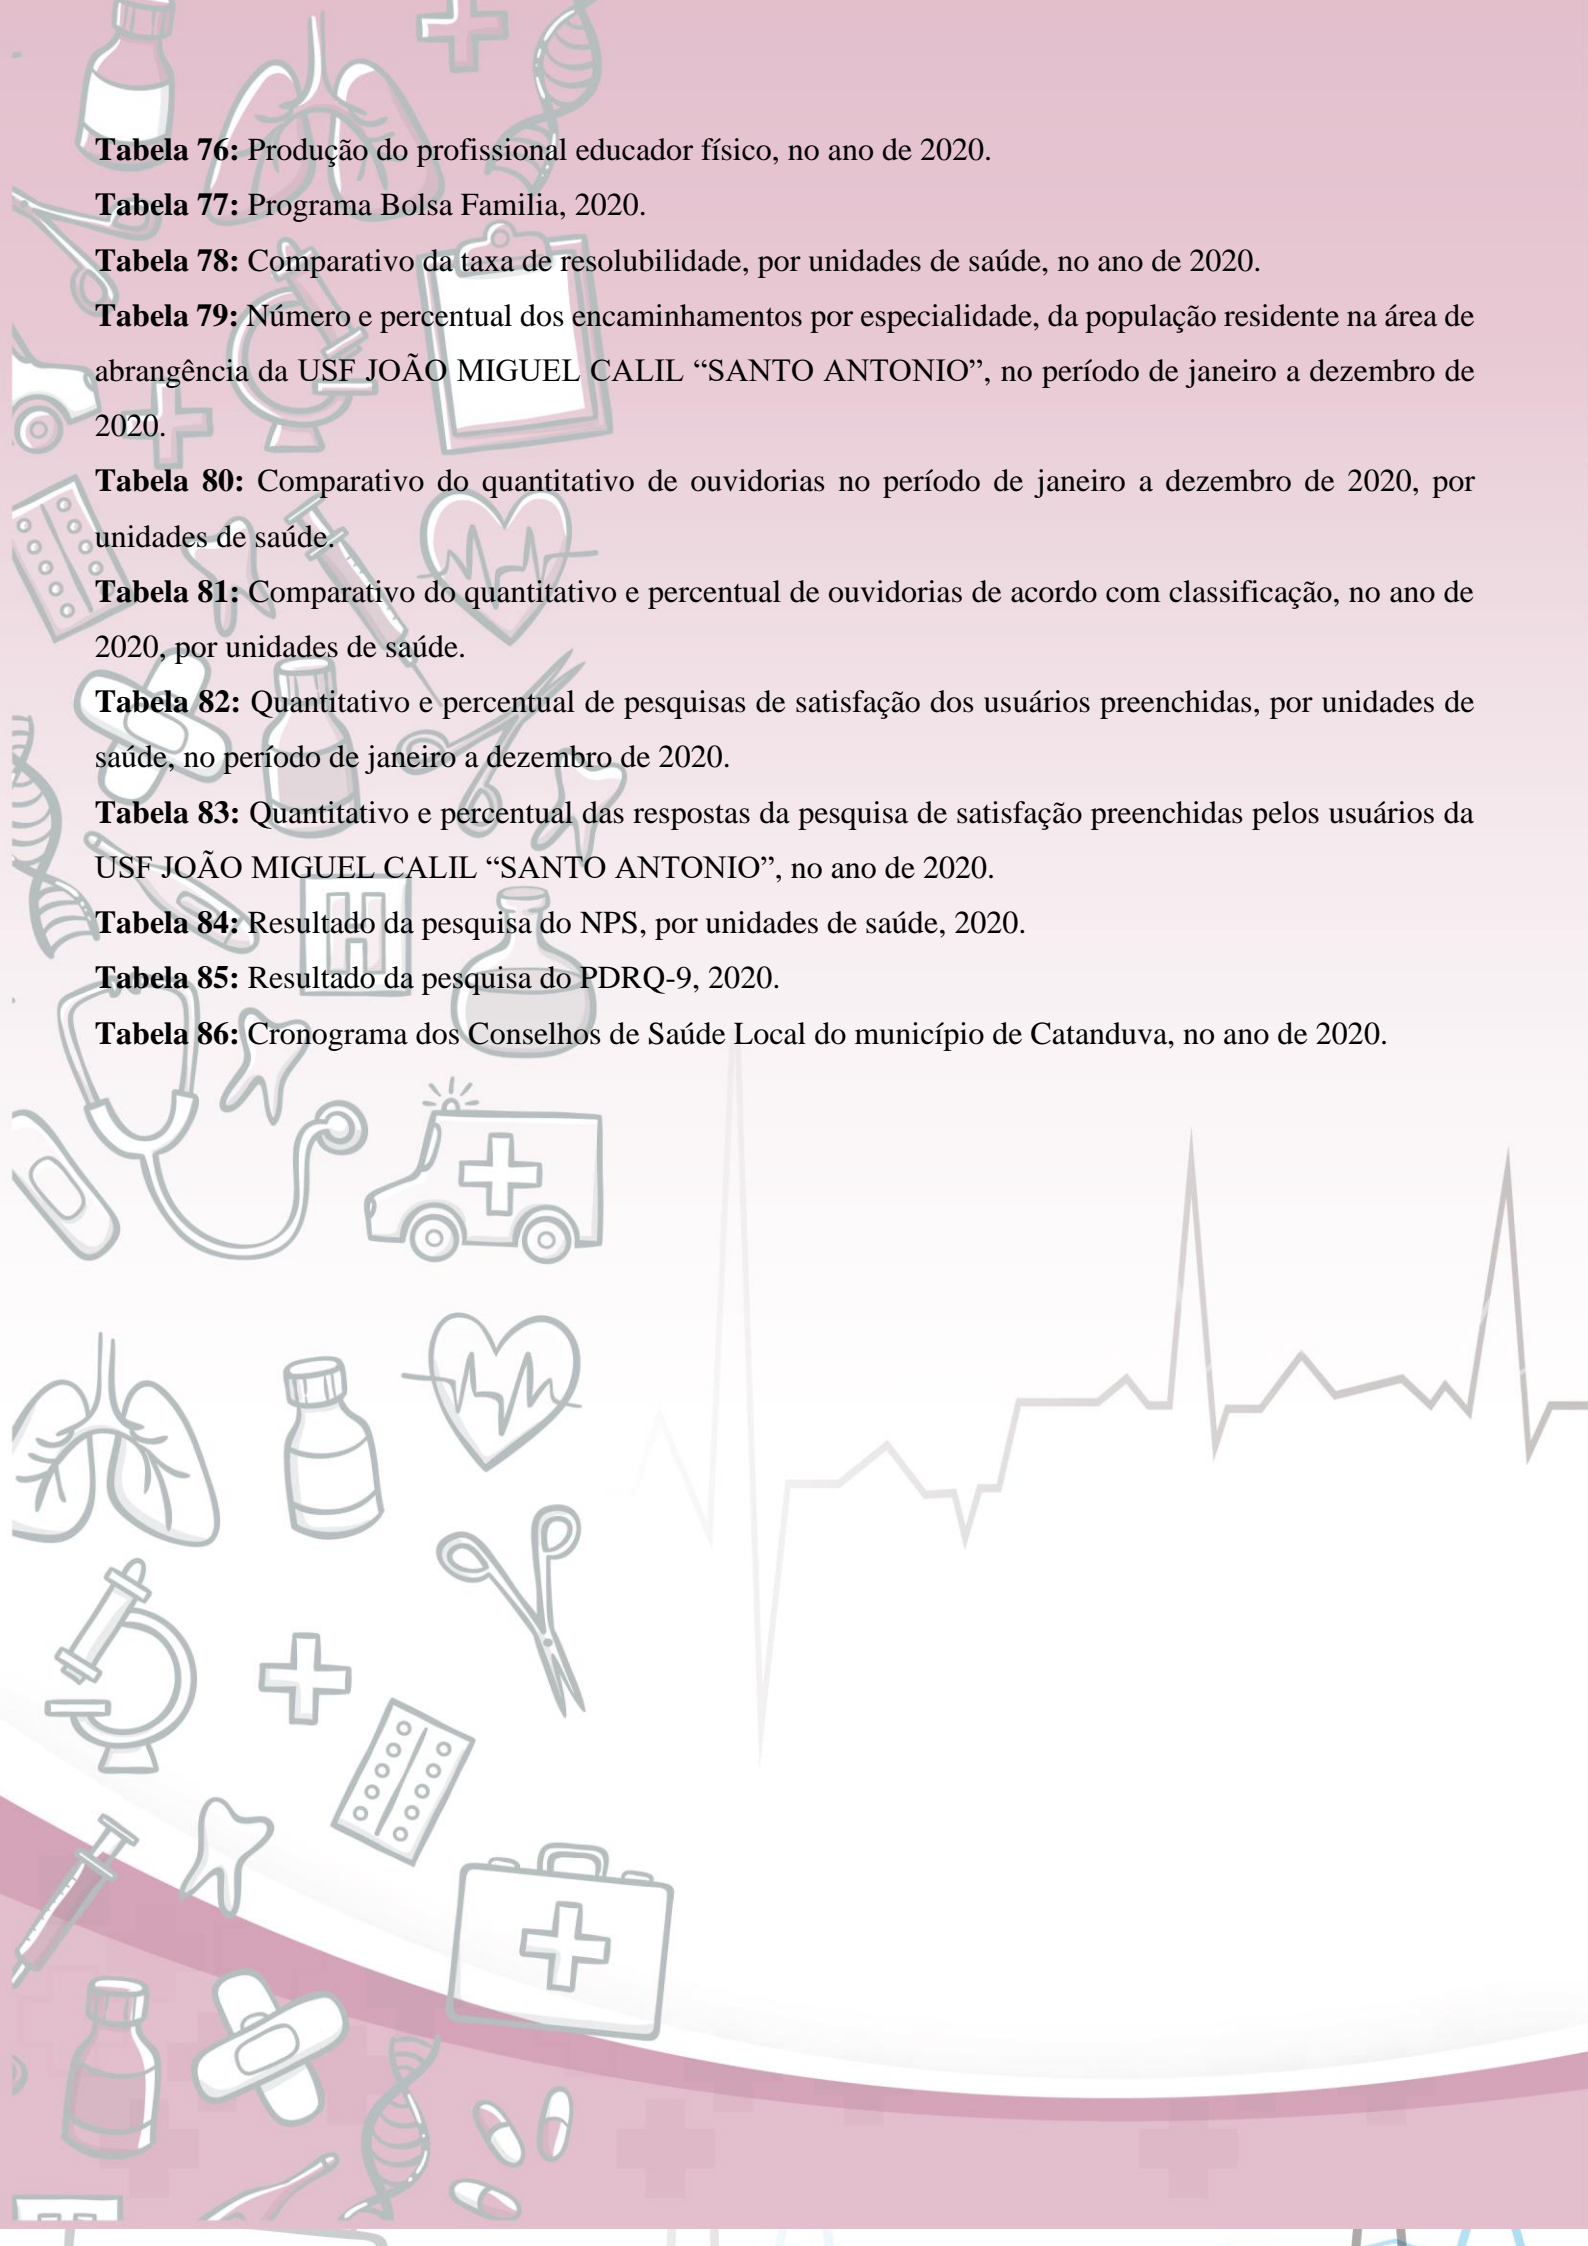 Tabela 76: Produção do profissional educador físico, no ano de 2020.
Tabela 77: Programa Bolsa Familia, 2020.
Tabela 78: Comparativo da taxa de resolubilidade, por unidades de saúde, no ano de 2020.
Tabela 79: Número e percentual dos encaminhamentos por especialidade, da população residente na área de
abrangência da USF JOÃO MIGUEL CALIL “SANTO ANTONIO”, no período de janeiro a dezembro de
2020.
Tabela 80: Comparativo do quantitativo de ouvidorias no período de janeiro a dezembro de 2020, por
unidades de saúde.
Tabela 81: Comparativo do quantitativo e percentual de ouvidorias de acordo com classificação, no ano de
2020, por unidades de saúde.
Tabela 82: Quantitativo e percentual de pesquisas de satisfação dos usuários preenchidas, por unidades de
saúde, no período de janeiro a dezembro de 2020.
Tabela 83: Quantitativo e percentual das respostas da pesquisa de satisfação preenchidas pelos usuários da
USF JOÃO MIGUEL CALIL “SANTO ANTONIO”, no ano de 2020.
Tabela 84: Resultado da pesquisa do NPS, por unidades de saúde, 2020.
Tabela 85: Resultado da pesquisa do PDRQ-9, 2020.
Tabela 86: Cronograma dos Conselhos de Saúde Local do município de Catanduva, no ano de 2020.
H